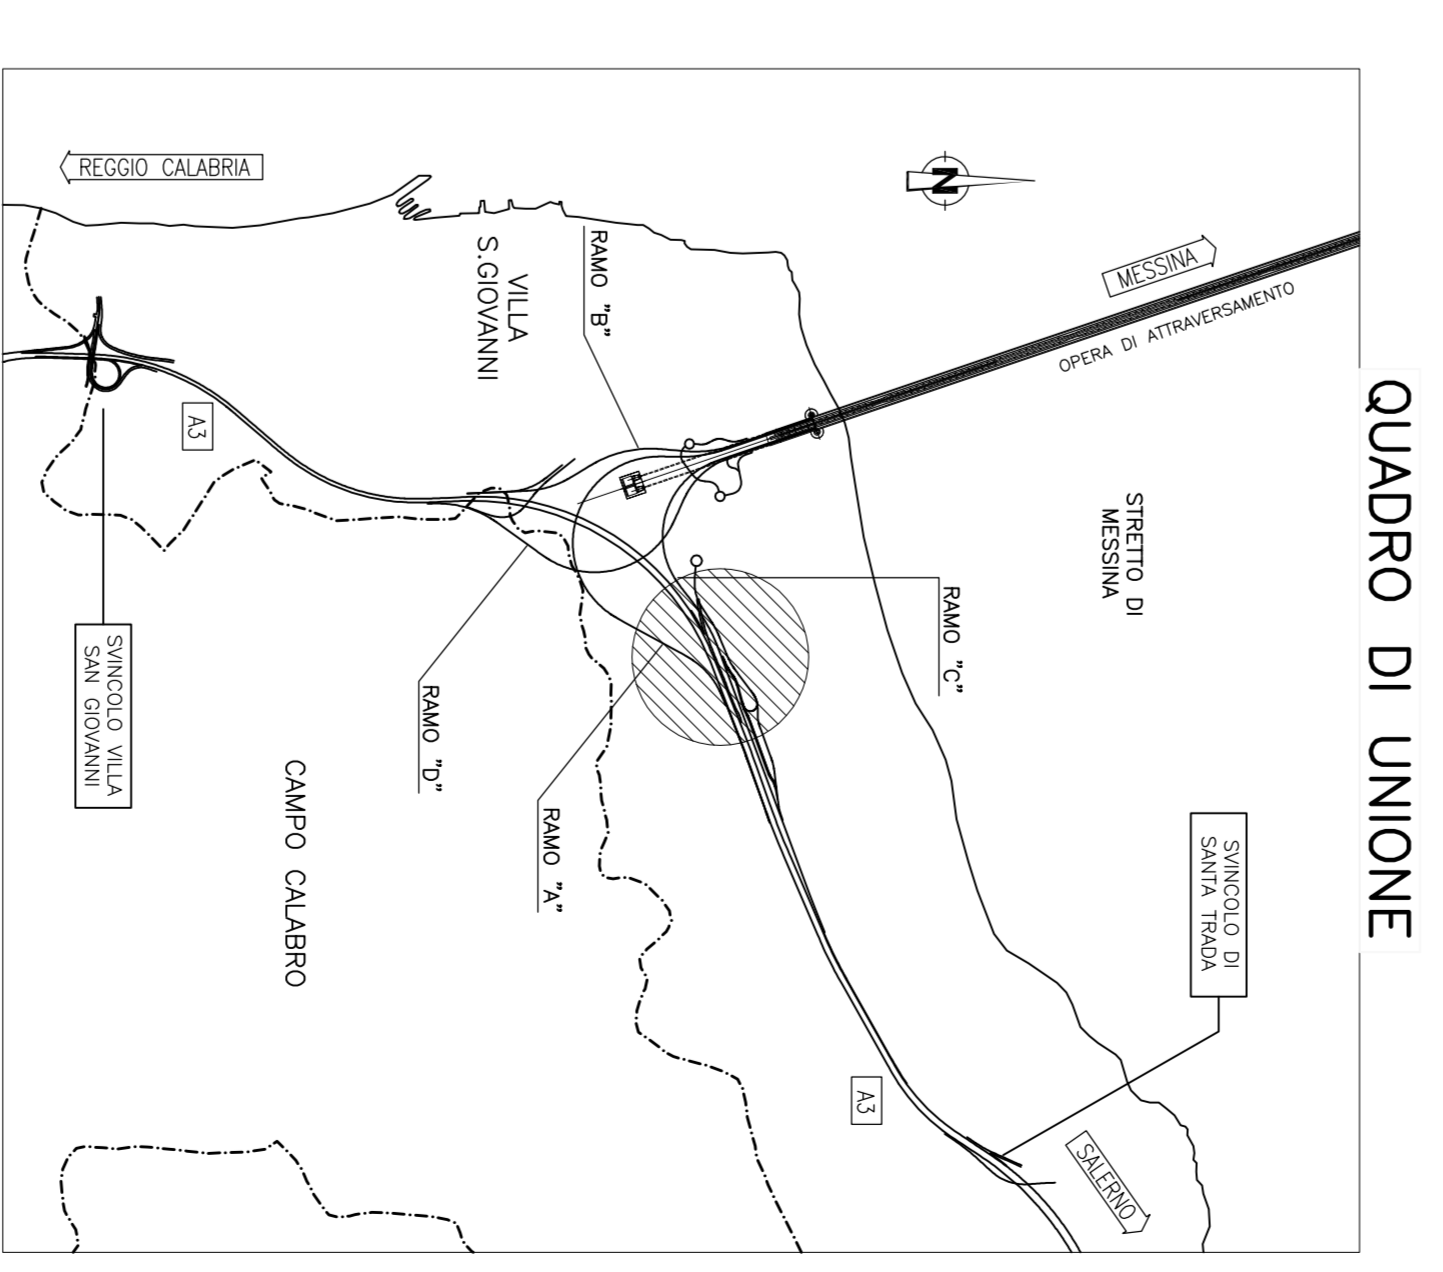 QUADRO DI UNIONE
REGGIO CALABRIA
N
MESSINA
OPERA DI ATTRAVERSAMENTO
STRETTO DI
MESSINA
VILLA
S.GIOVANNI
RAMO "B"
A3
RAMO "C"
SVINCOLO VILLA
SAN GIOVANNI
RAMO "D"
RAMO "A"
CAMPO CALABRO
SVINCOLO DI
SANTA TRADA
A3
SALERNO